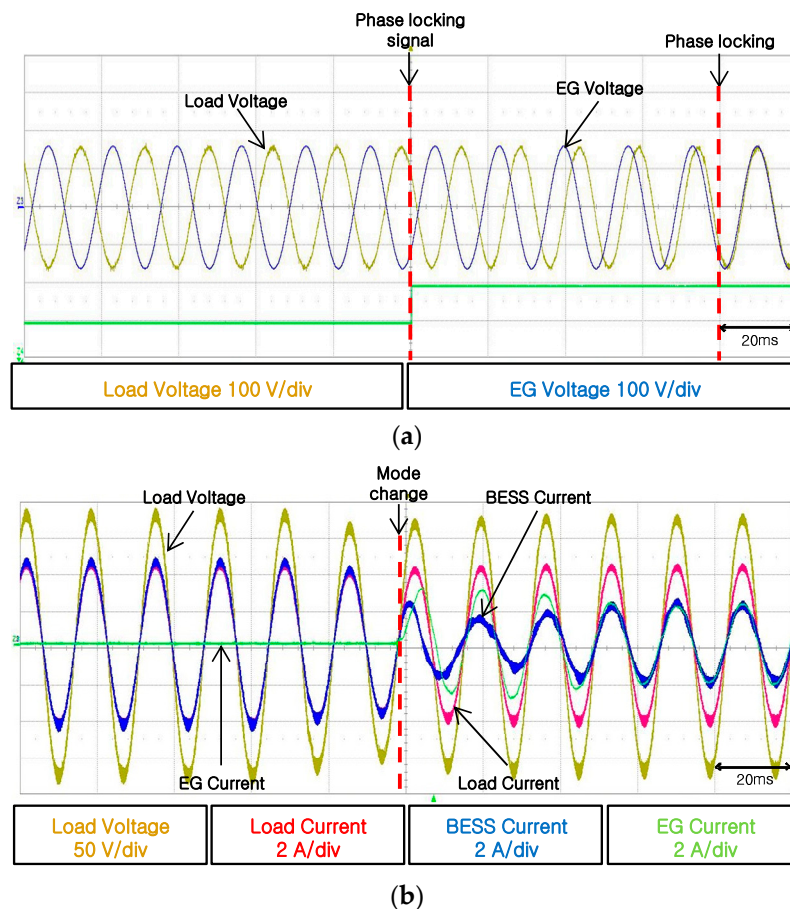 Phase locking
signal
Phase locking
Load Voltage
EG Voltage
20ms
Load Voltage 100 V/div
EG Voltage 100 V/div
(a)
Mode
change
Load Voltage
BESS Current
EG Current
Load Current
20ms
Load Voltage
50 V/div
Load Current
2 A/div
BESS Current
2 A/div
EG Current
2 A/div
(b)